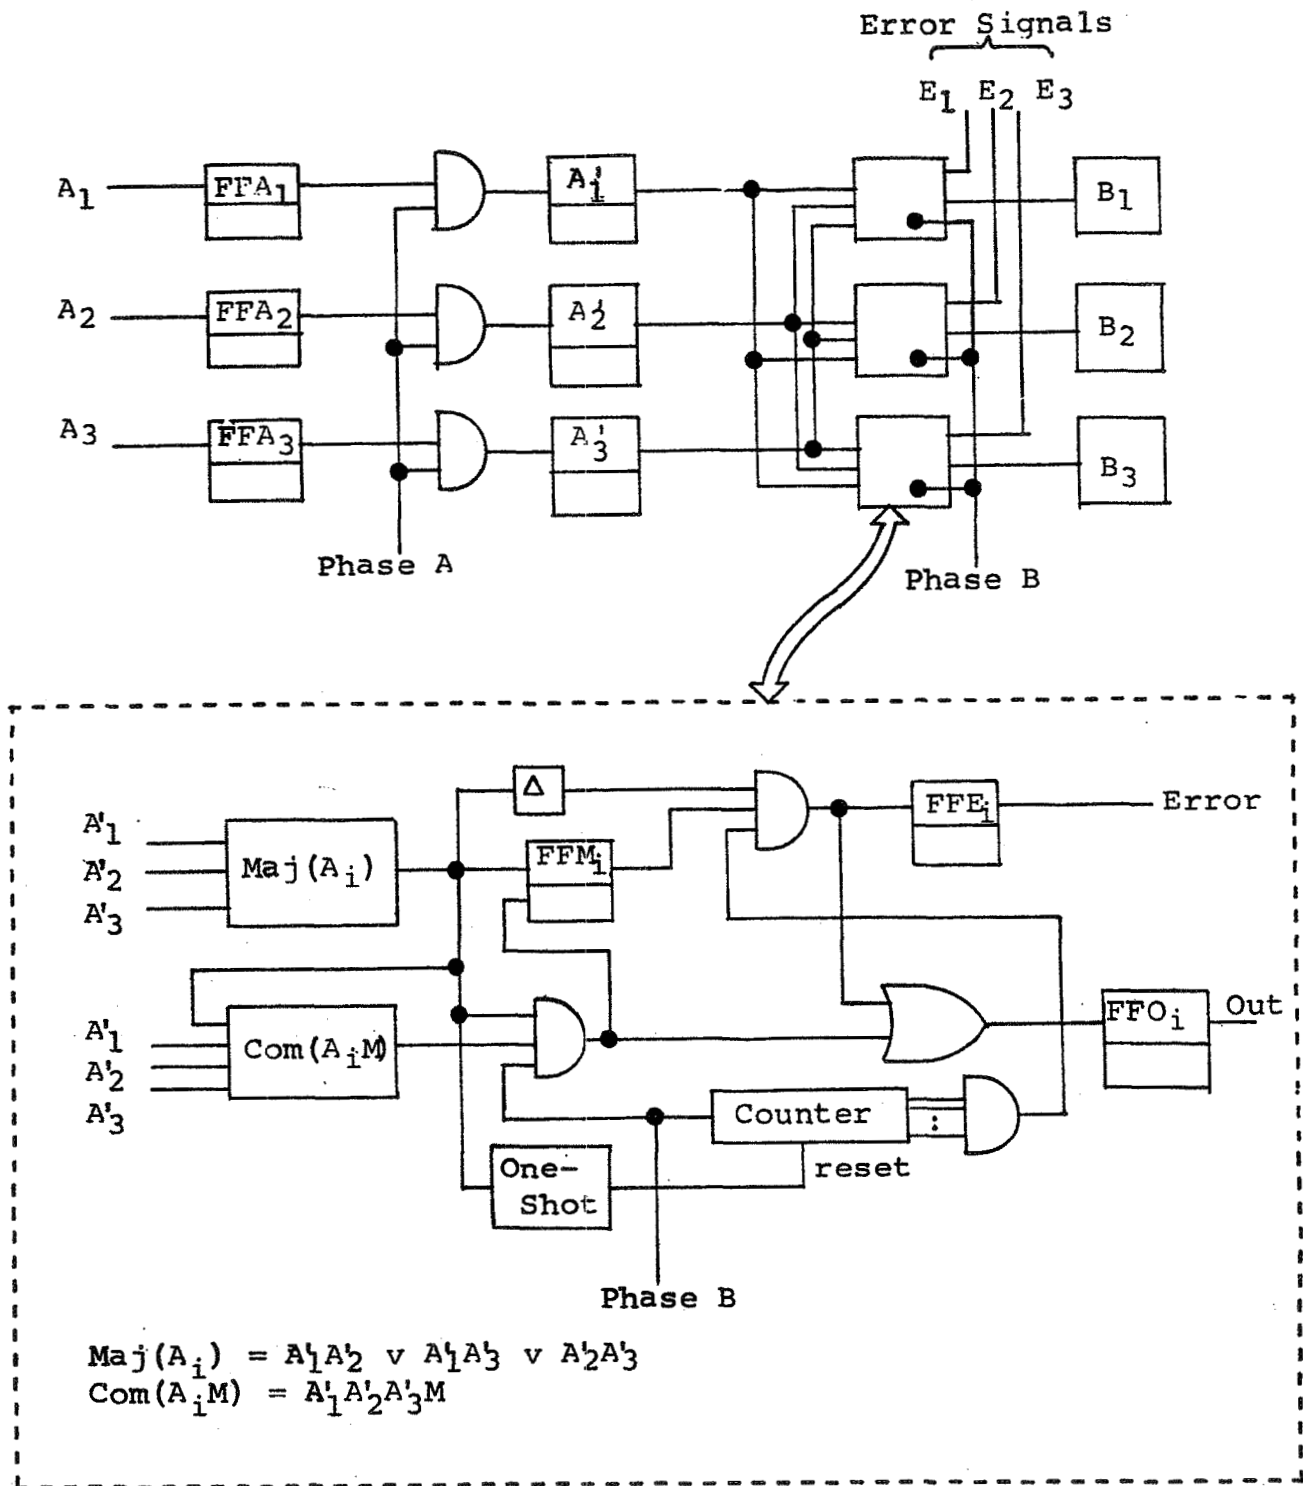 Error Signals
E1 E2 E3
A1 FFA1 A'1 B1
A2 FFA2 A'2 B2
A3 FFA3 A'3 B3
Phase A
Phase B
Δ
FFEi Error
A'1
A'2
A'3
Maj(Ai)
FFMi
A'1
A'2
A'3
Com(AiM)
FFOi Out
Counter
:
reset
One-
Shot
Phase B
Maj(Ai) = A'1A'2 v A'1A'3 v A'2A'3
Com(AiM) = A'1A'2A'3M